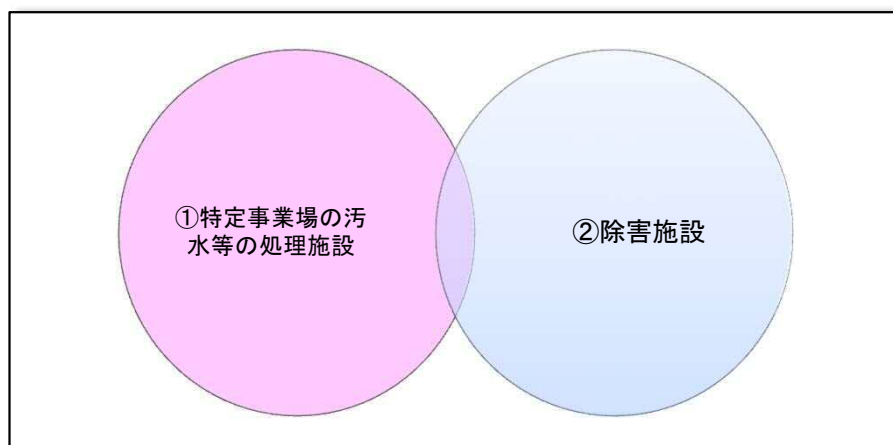 ①特定事業場の汚
水等の処理施設
②除害施設